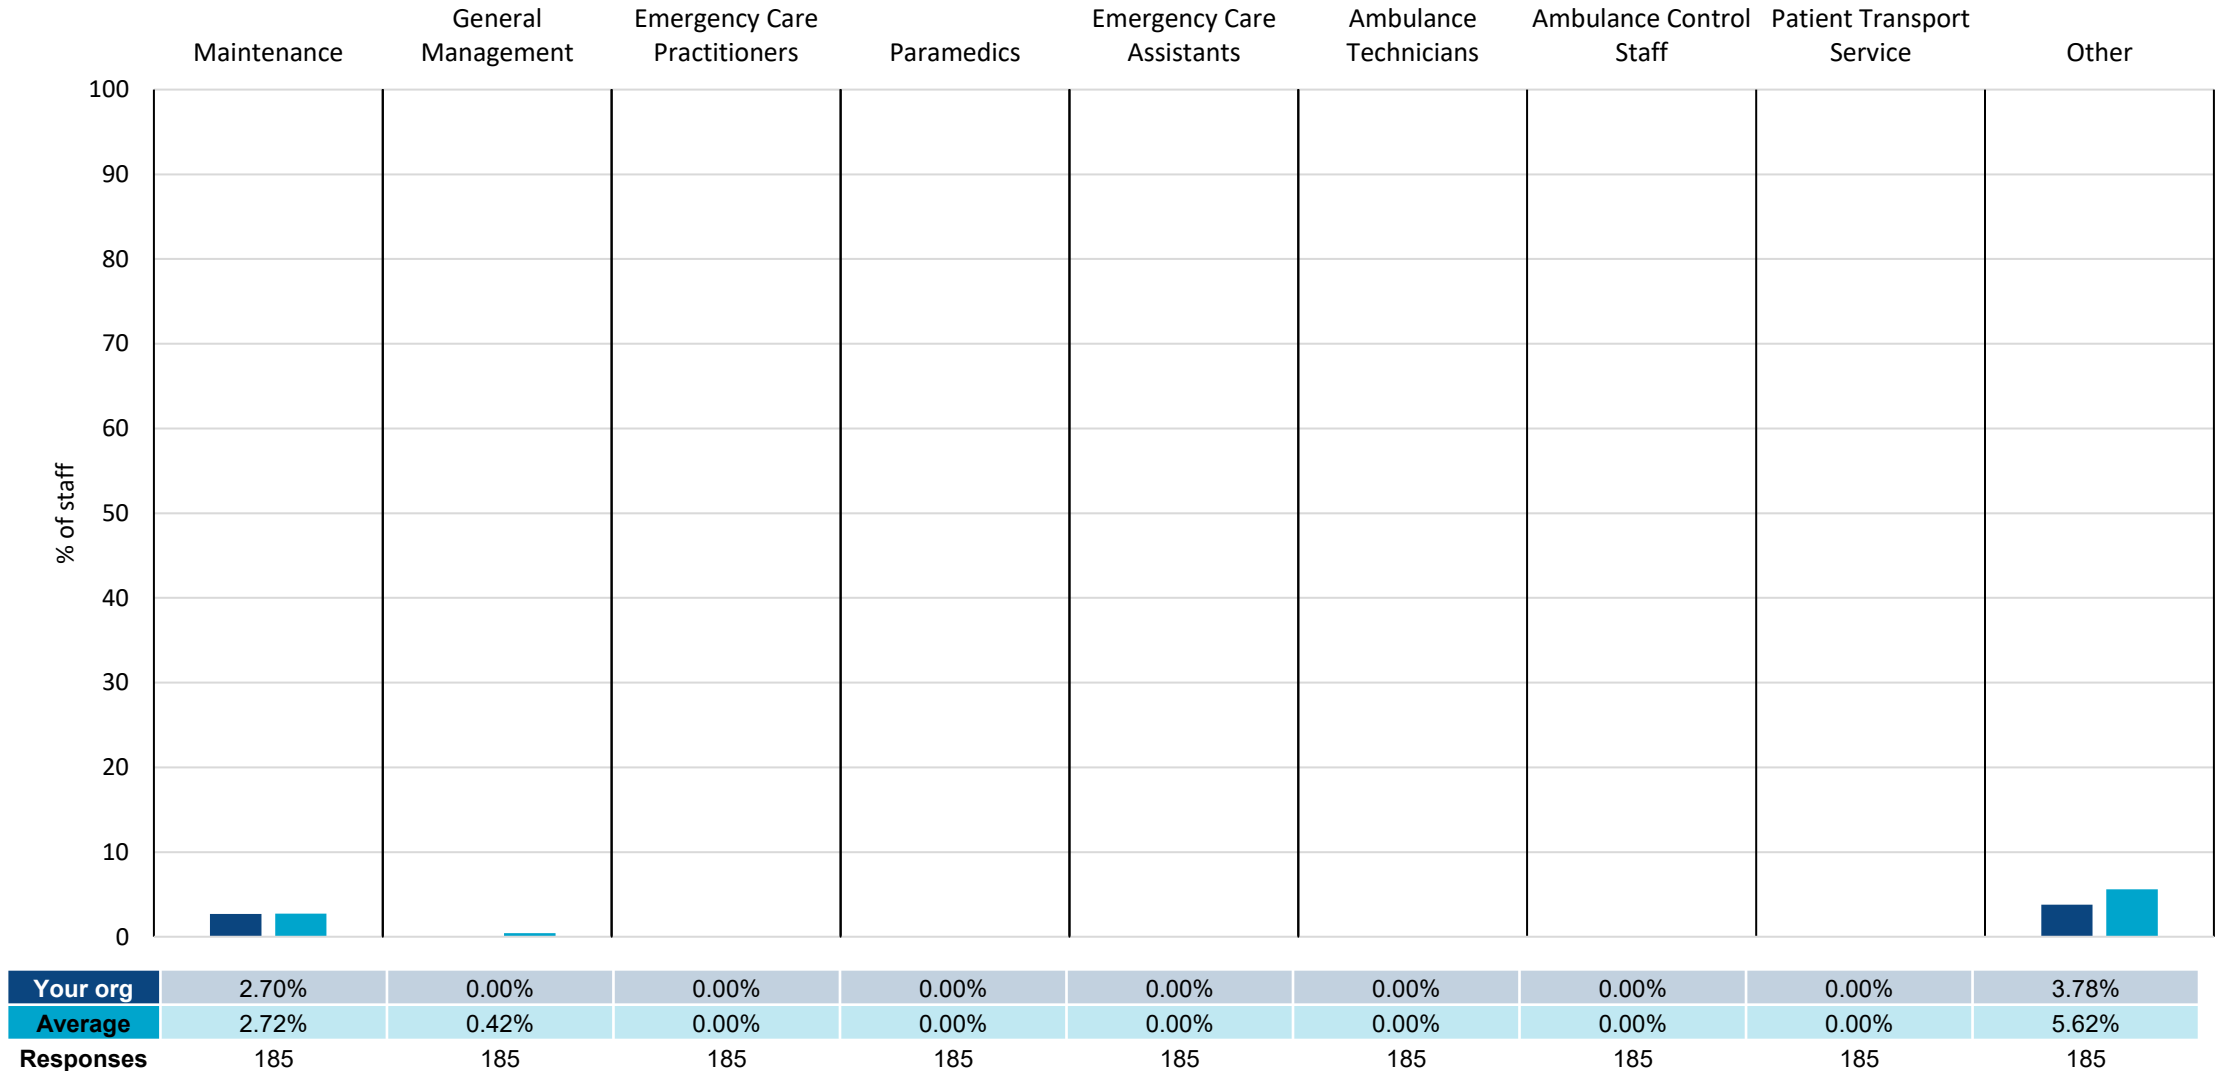 Maintenance
General
Management
Emergency Care
Practitioners
Paramedics
Emergency Care
Assistants
Ambulance
Technicians
Ambulance Control
Staff
Patient Transport
Service
Other
% of staff
100
90
80
70
60
50
40
30
20
10
0
Your org 2.70% 0.00% 0.00% 0.00% 0.00% 0.00% 0.00% 0.00% 3.78%
Average 2.72% 0.42% 0.00% 0.00% 0.00% 0.00% 0.00% 0.00% 5.62%
Responses 185 185 185 185 185 185 185 185 185